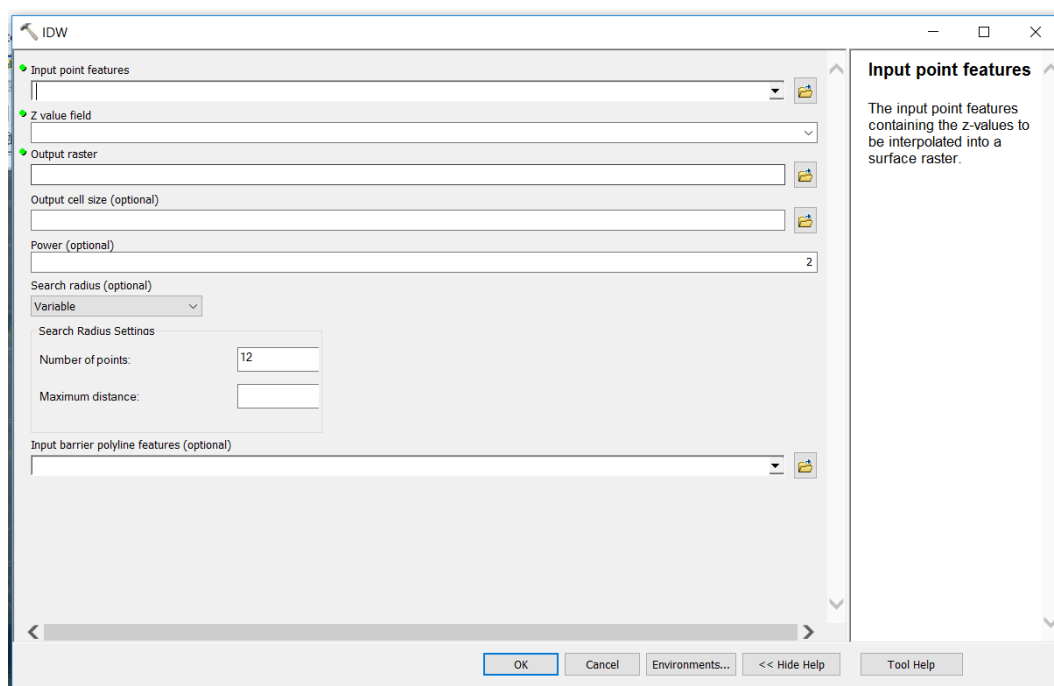 IDW
Input point features
Z value field
Output raster
Output cell size (optional)
Power (optional)
2
Search radius (optional)
Variable
Search Radius Settings
Number of points:
12
Maximum distance:
Input barrier polyline features (optional)
OK
Cancel
Environments...
<< Hide Help
Tool Help
Input point features
The input point features
containing the z-values to
be interpolated into a
surface raster.